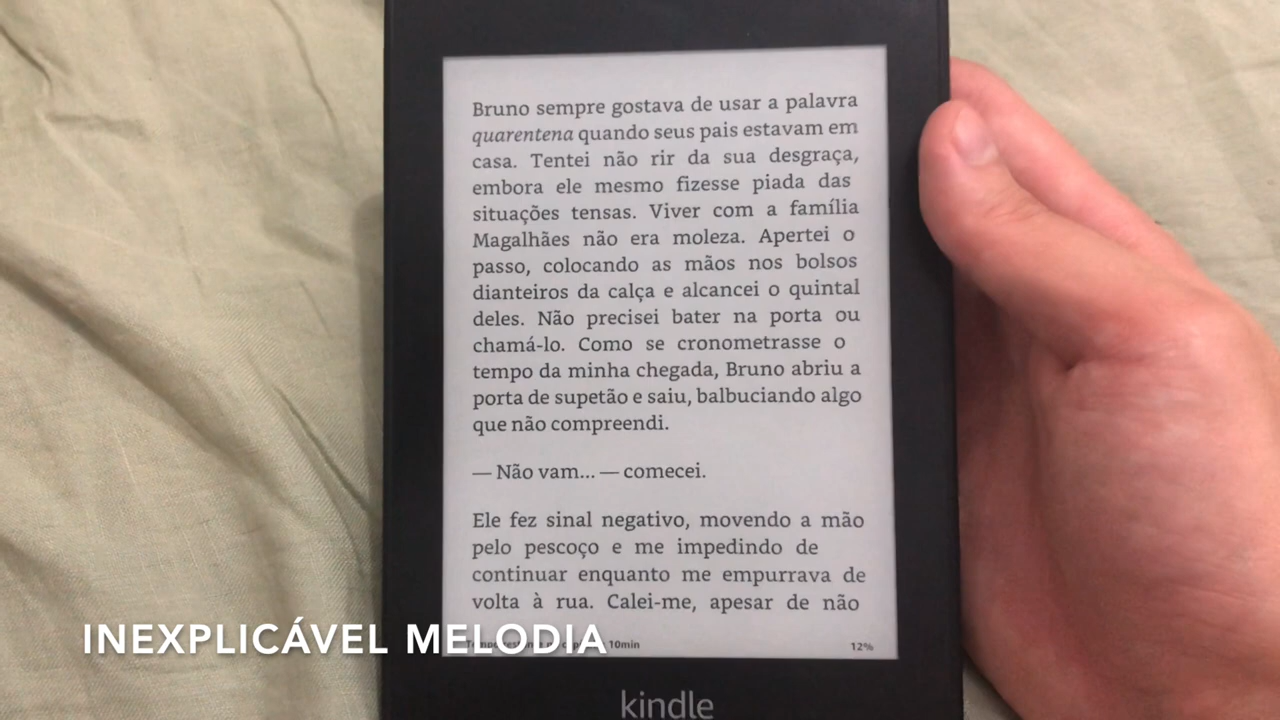 Bruno sempre gostava de usar a palavra
quarentena quando seus pais estavam em
casa. Tentei não rir da sua desgraça,
embora ele mesmo fizesse piada das
situações tensas. Viver com a família
Magalhães não era moleza. Apertei o
passo, colocando as mãos nos bolsos
dianteiros da calça e alcancei o quintal
deles. Não precisei bater na porta ou
chamá-lo. Como se cronometrasse o
tempo da minha chegada, Bruno abriu a
porta de supetão e saiu, balbuciando algo
que não compreendi.
— Não vam... — comecei.
Ele fez sinal negativo, movendo a mão
pelo pescoço e me impedindo de
continuar enquanto me empurrava de
volta à rua. Calei-me, apesar de não
INEXPLICÁVEL MELODIA
10min 12%
kindle